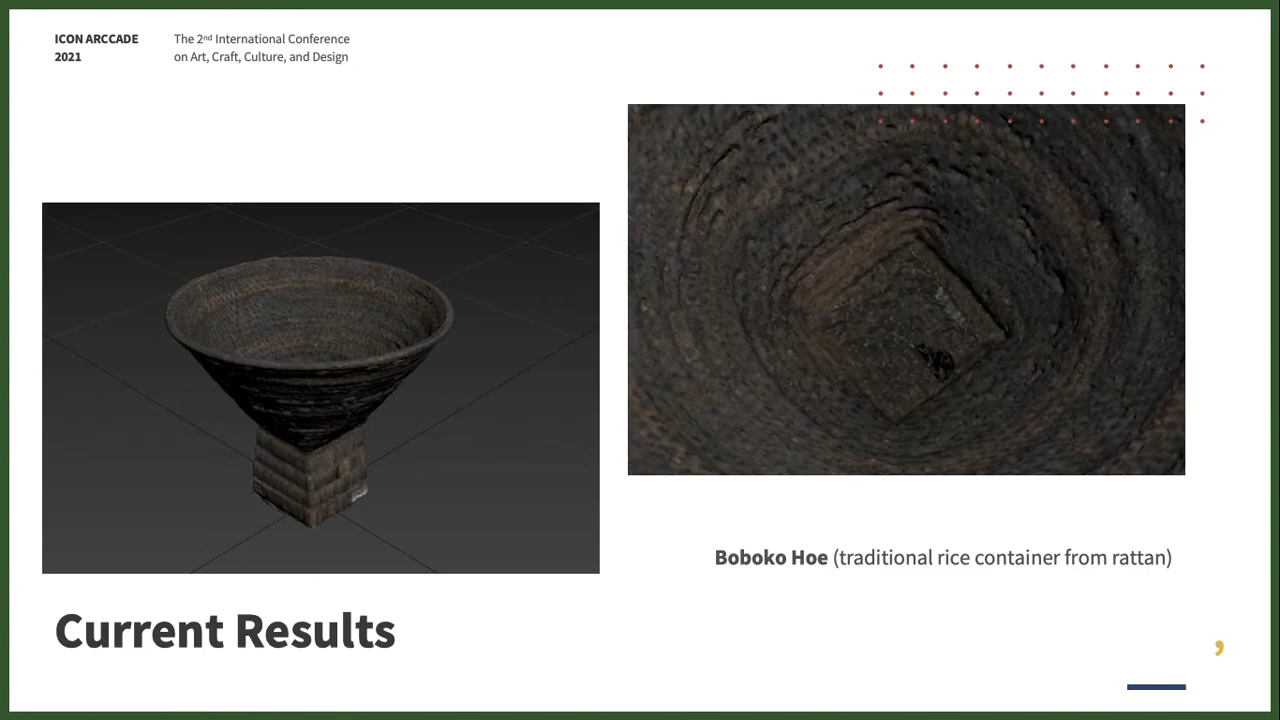 ICON ARCCADE
2021
The 2nd International Conference
on Art, Craft, Culture, and Design
Boboko Hoe (traditional rice container from rattan)
Current Results
,